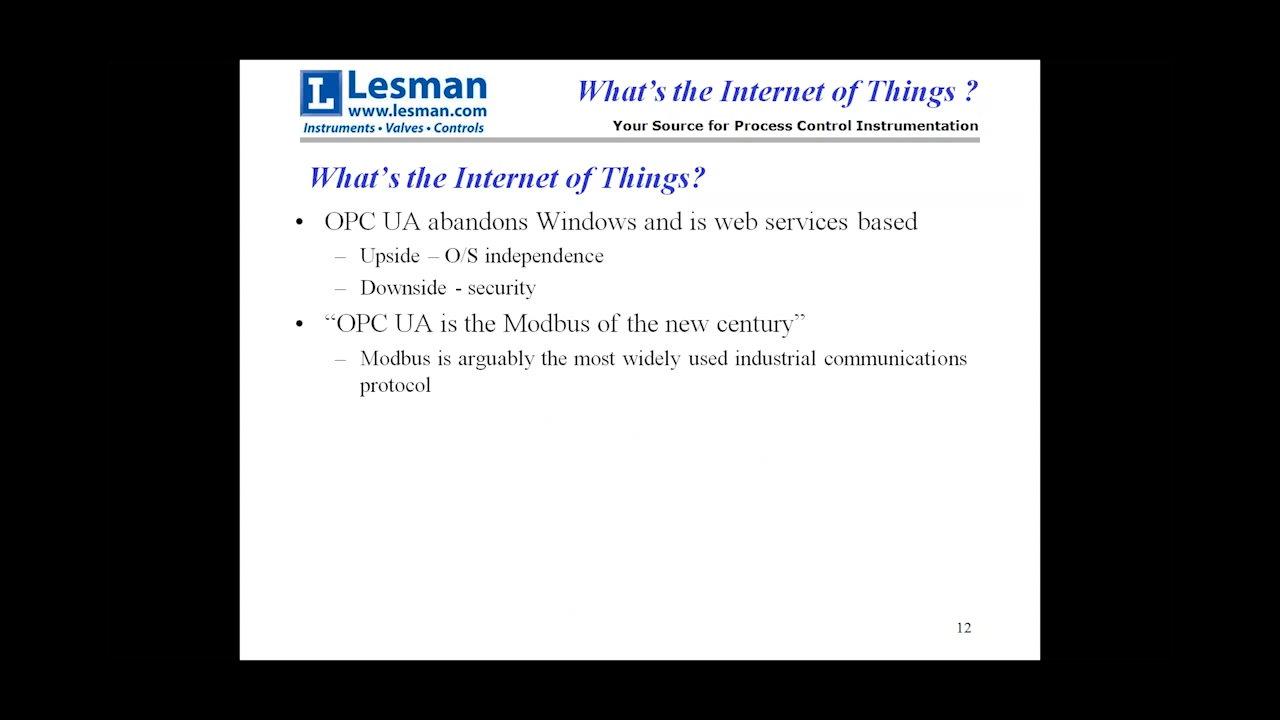 L Lesman
www.lesman.com
Instruments • Valves • Controls
What's the Internet of Things ?
Your Source for Process Control Instrumentation
What's the Internet of Things?
• OPC UA abandons Windows and is web services based
– Upside – O/S independence
– Downside - security
• “OPC UA is the Modbus of the new century”
– Modbus is arguably the most widely used industrial communications
protocol
12